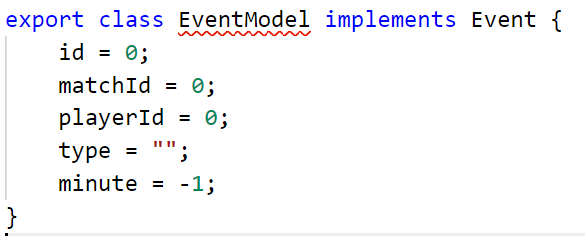 export class EventModel implements Event {
    id = 0;
    matchId = 0;
    playerId = 0;
    type = "";
    minute = -1;
}